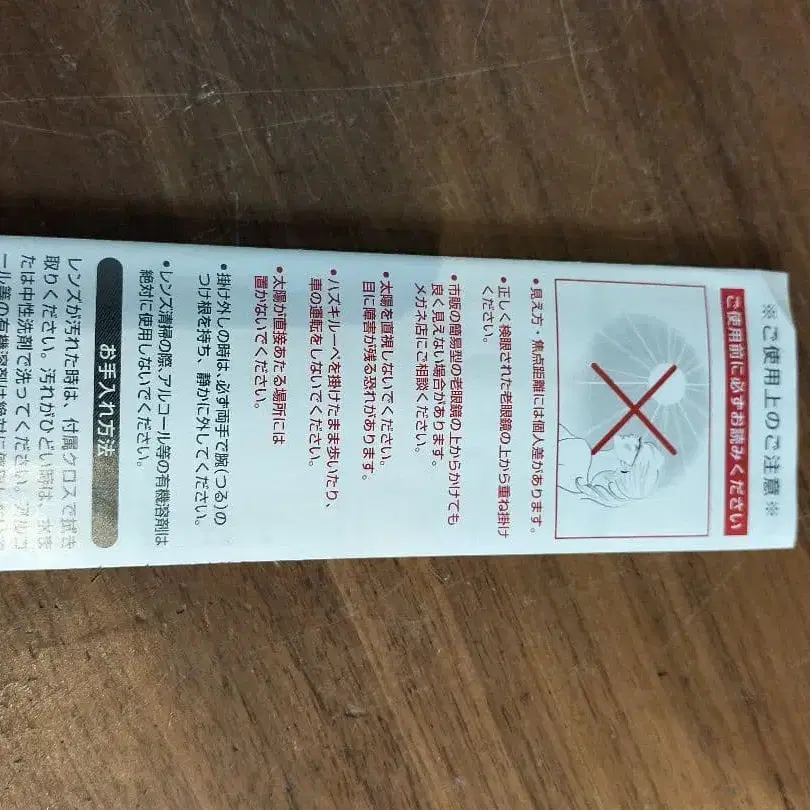 ※ご使用上のご注意※
ご使用前に必ずお読みください
・見え方・焦点距離には個人差があります。
・正しく検眼された老眼鏡の上から重ね掛け
ください。
・市販の簡易型の老眼鏡の上からかけても
良く見えない場合があります。
メガネ店にご相談ください。
・太陽を直視しないでください。
目に障害が残る恐れがあります。
・ハズキルーペを掛けたまま歩いたり、
車の運転をしないでください。
・太陽が直接あたる場所には
置かないでください。
・掛け外しの時は、必ず両手で腕(つる)の
つけ根を持ち、静かに外してください。
・レンズ清掃の際、アルコール等の有機溶剤は
絶対に使用しないでください。
お手入れ方法
レンズが汚れた時は、付属クロスで拭き
取りください。汚れがひどい時は、水ま
たは中性洗剤で洗ってください。アルコ
ール等の有機溶剤は絶対に